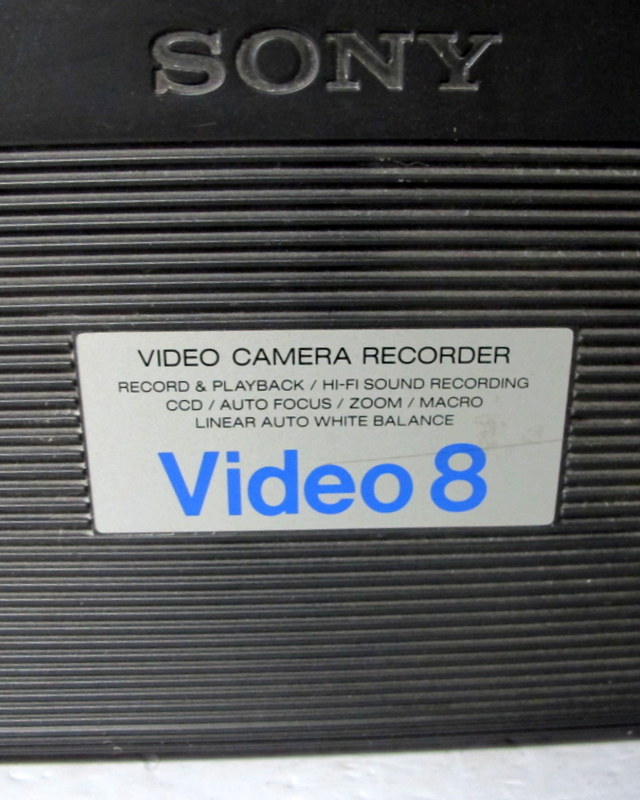 SONY
VIDEO CAMERA RECORDER
RECORD & PLAYBACK / HI-FI SOUND RECORDING
CCD / AUTO FOCUS / ZOOM / MACRO
LINEAR AUTO WHITE BALANCE
Video 8